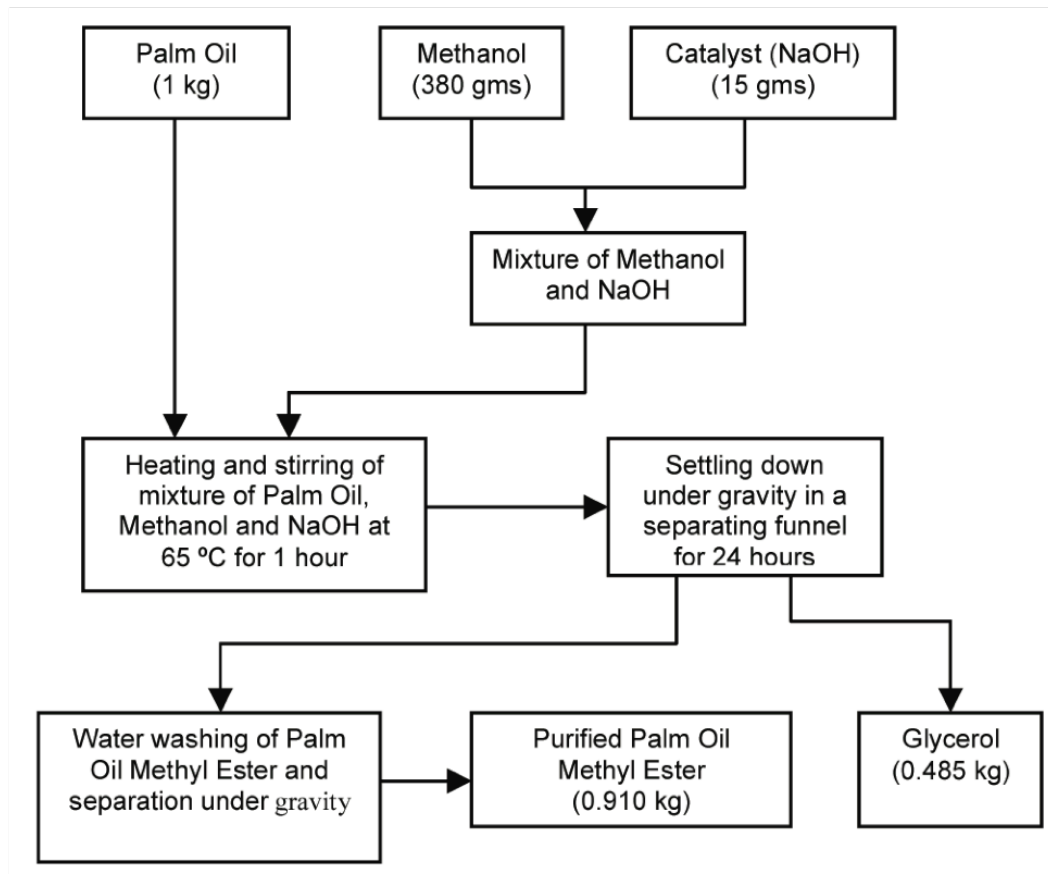 Palm Oil
(1 kg)
Methanol
(380 gms)
Catalyst (NaOH)
(15 gms)
Mixture of Methanol
and NaOH
Heating and stirring of
mixture of Palm Oil,
Methanol and NaOH at
65 ºC for 1 hour
Settling down
under gravity in a
separating funnel
for 24 hours
Water washing of Palm
Oil Methyl Ester and
separation under gravity
Purified Palm Oil
Methyl Ester
(0.910 kg)
Glycerol
(0.485 kg)